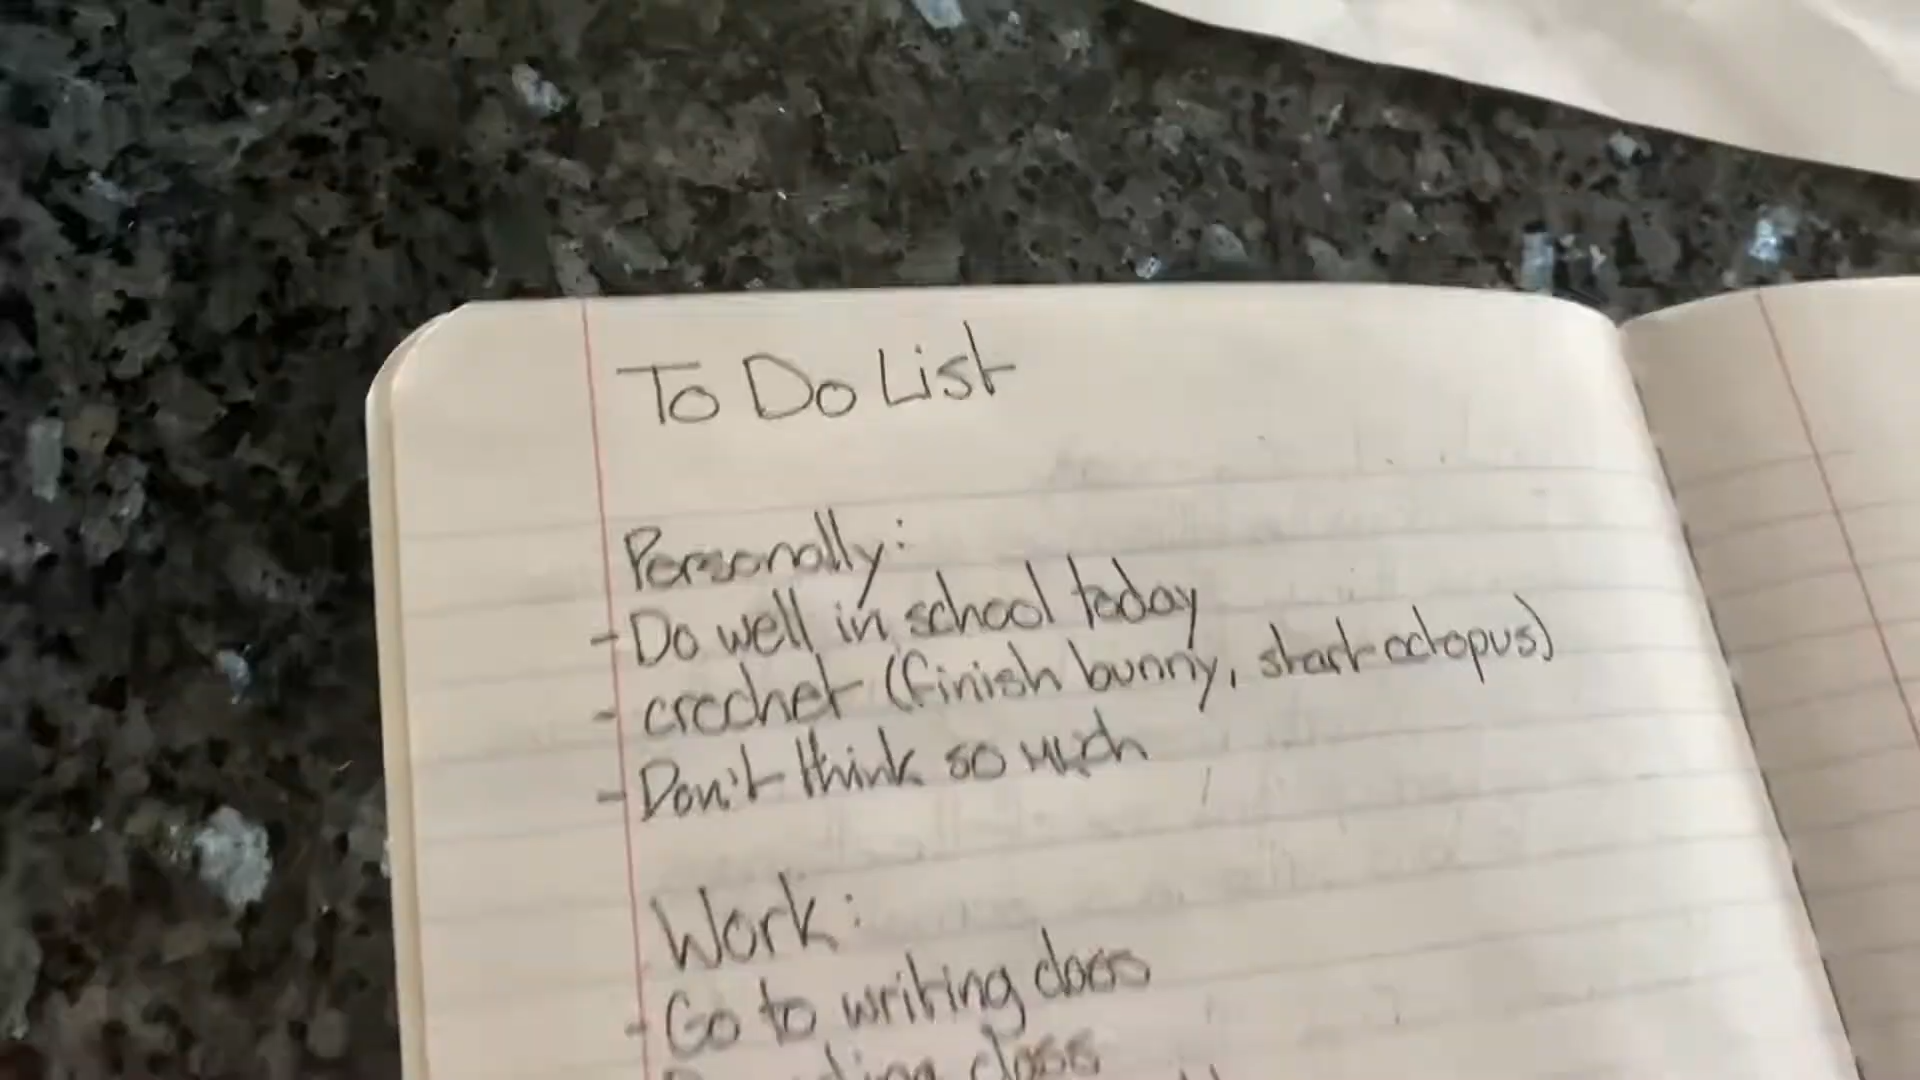 To Do List
Personally:
- Do well in school today
- crochet (finish bunny, start octopus)
- Don't think so much
Work:
- Go to writing class
class